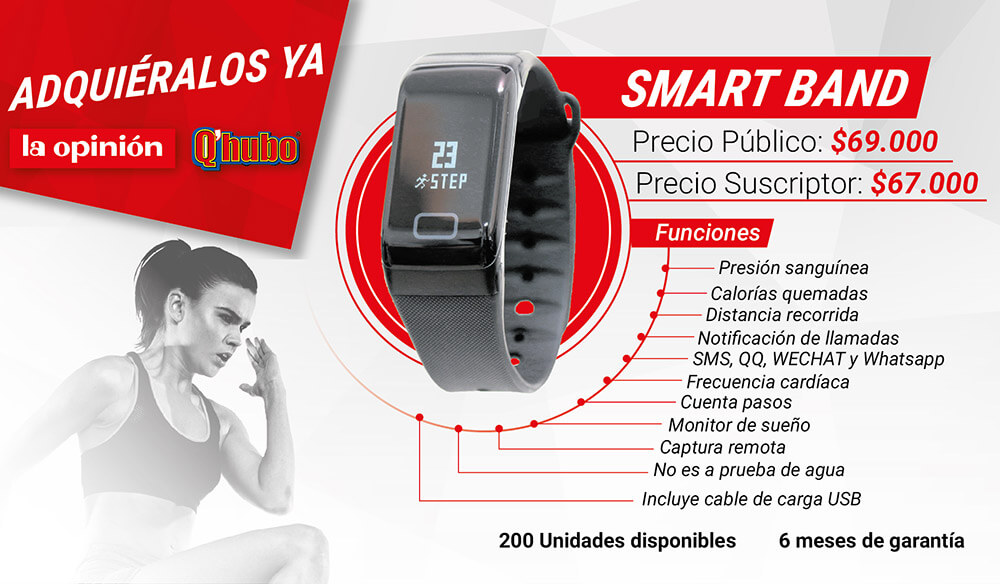 ADQUIÉRALOS YA
la opinión
Q'hubo
23
STEP
SMART BAND
Precio Público: $69.000
Precio Suscriptor: $67.000
Funciones
Presión sanguínea
Calorías quemadas
Distancia recorrida
Notificación de llamadas
SMS, QQ, WECHAT y Whatsapp
Frecuencia cardíaca
Cuenta pasos
Monitor de sueño
Captura remota
No es a prueba de agua
Incluye cable de carga USB
200 Unidades disponibles
6 meses de garantía